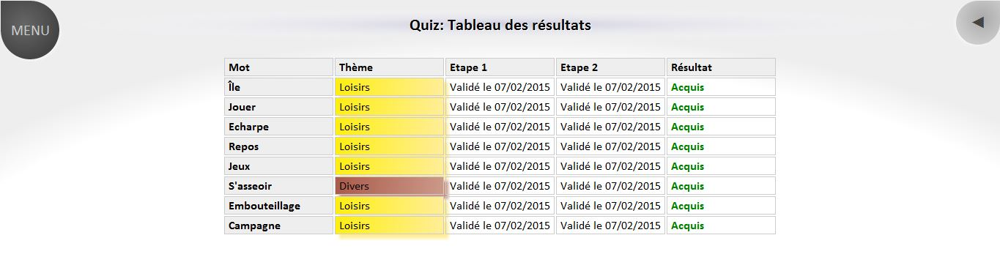 MENU
Quiz: Tableau des résultats
Mot Thème Etape 1 Etape 2 Résultat
Île Loisirs Validé le 07/02/2015 Validé le 07/02/2015 Acquis
Jouer Loisirs Validé le 07/02/2015 Validé le 07/02/2015 Acquis
Echarpe Loisirs Validé le 07/02/2015 Validé le 07/02/2015 Acquis
Repos Loisirs Validé le 07/02/2015 Validé le 07/02/2015 Acquis
Jeux Loisirs Validé le 07/02/2015 Validé le 07/02/2015 Acquis
S'asseoir Divers Validé le 07/02/2015 Validé le 07/02/2015 Acquis
Embouteillage Loisirs Validé le 07/02/2015 Validé le 07/02/2015 Acquis
Campagne Loisirs Validé le 07/02/2015 Validé le 07/02/2015 Acquis